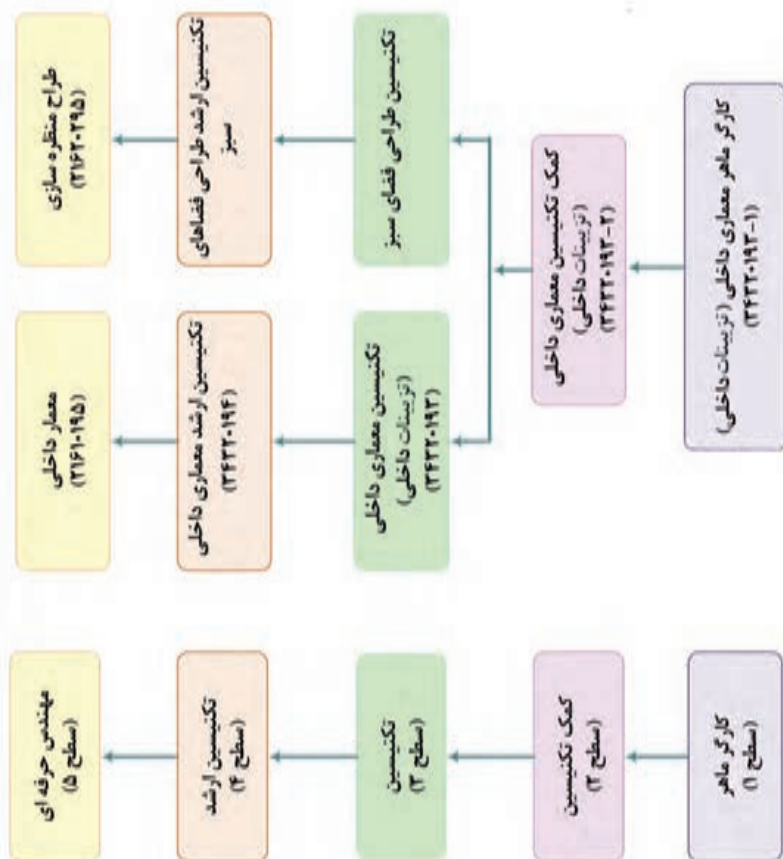 کارگر ماهر معماری داخلی (تزیینات داخلی)
(۳۴۳۲۲۰۱۹۳-۱)
کمک تکنیسین معماری داخلی
(تزیینات داخلی)
(۳۴۳۲۲۰۱۹۳-۲)
تکنیسین طراحی فضای سبز
تکنیسین ارشد طراحی فضاهای
سبز
طراح منظره سازی
(۲۱۶۲۰۲۹۵)
تکنیسین معماری داخلی
(تزیینات داخلی)
(۳۴۳۲۰۱۹۳)
تکنیسین ارشد معماری داخلی
(۳۴۳۲۰۱۹۴)
معمار داخلی
(۲۱۶۱۰۱۹۵)
کارگر ماهر
(سطح ۱)
کمک تکنیسین
(سطح ۲)
تکنیسین
(سطح ۳)
تکنیسین ارشد
(سطح ۴)
مهندس حرفه ای
(سطح ۵)